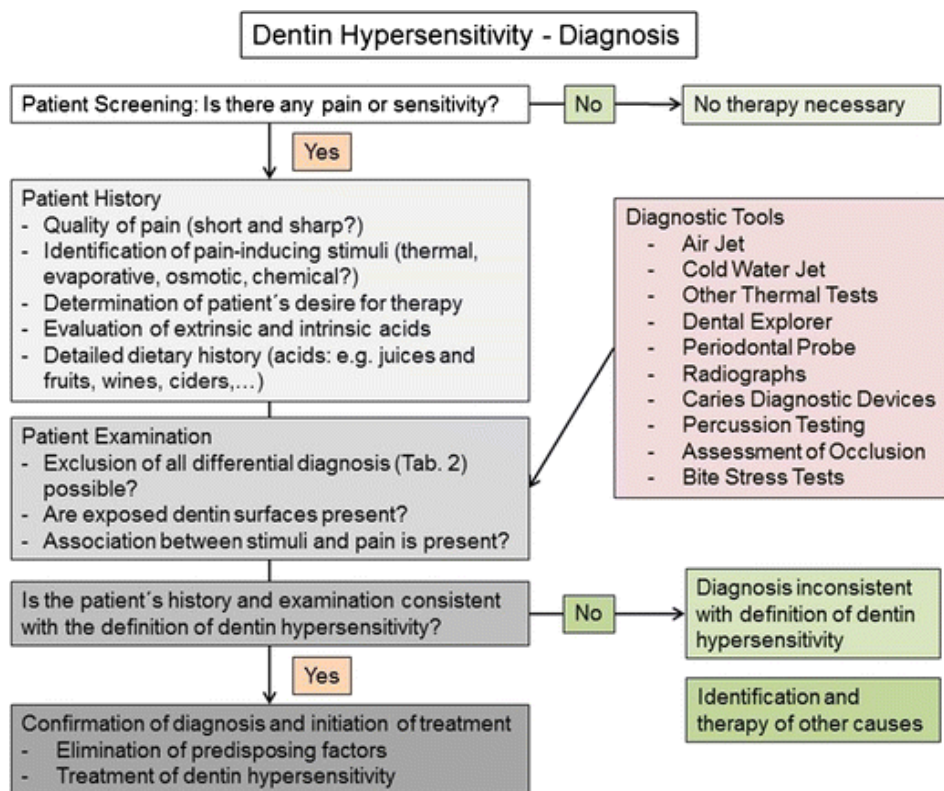 Dentin Hypersensitivity - Diagnosis
Patient Screening: Is there any pain or sensitivity?
No
No therapy necessary
Yes
Patient History
- Quality of pain (short and sharp?)
- Identification of pain-inducing stimuli (thermal,
evaporative, osmotic, chemical?)
- Determination of patient´s desire for therapy
- Evaluation of extrinsic and intrinsic acids
- Detailed dietary history (acids: e.g. juices and
fruits, wines, ciders,…)
Diagnostic Tools
- Air Jet
- Cold Water Jet
- Other Thermal Tests
- Dental Explorer
- Periodontal Probe
- Radiographs
- Caries Diagnostic Devices
- Percussion Testing
- Assessment of Occlusion
- Bite Stress Tests
Patient Examination
- Exclusion of all differential diagnosis (Tab. 2)
possible?
- Are exposed dentin surfaces present?
- Association between stimuli and pain is present?
Is the patient´s history and examination consistent
with the definition of dentin hypersensitivity?
No
Diagnosis inconsistent
with definition of dentin
hypersensitivity
Identification and
therapy of other causes
Yes
Confirmation of diagnosis and initiation of treatment
- Elimination of predisposing factors
- Treatment of dentin hypersensitivity